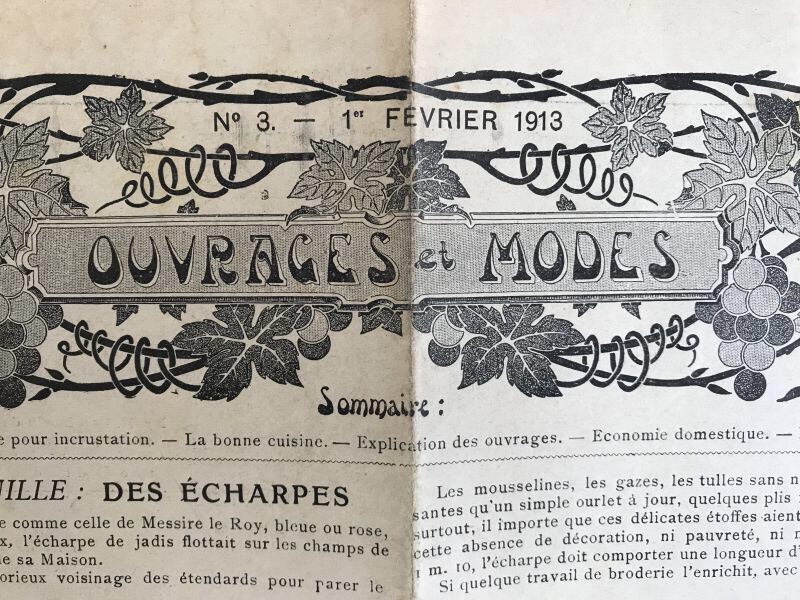 Nº 3. — 1er FÉVRIER 1913
OUVRAGES et MODES
Sommaire :
pour incrustation. — La bonne cuisine. — Explication des ouvrages. — Economie domestique. —
DES ÉCHARPES
comme celle de Messire le Roy, bleue ou rose,
l'écharpe de jadis flottait sur les champs de
sa Maison.
voisinage des étendards pour parer le
Les mousselines, les gazes, les tulles sans
qu'un simple ourlet à jour, quelques plis
surtout, il importe que ces délicates étoffes aient
cette absence de décoration, ni pauvreté, ni
1 m. 10, l'écharpe doit comporter une longueur
Si quelque travail de broderie l'enrichit, avec